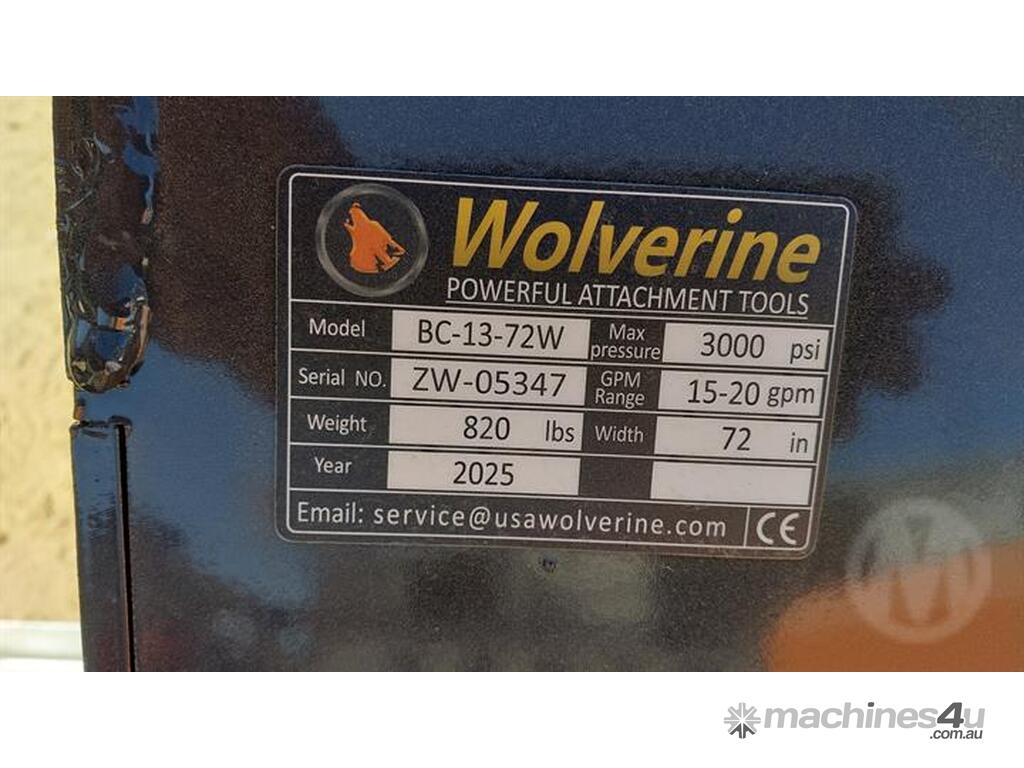 Wolverine
POWERFUL ATTACHMENT TOOLS
Model BC-13-72W Max pressure 3000 psi
Serial NO. ZW-05347 GPM Range 15-20 gpm
Weight 820 lbs Width 72 in
Year 2025
Email: service@usawolverine.com CE
machines4u
.com.au